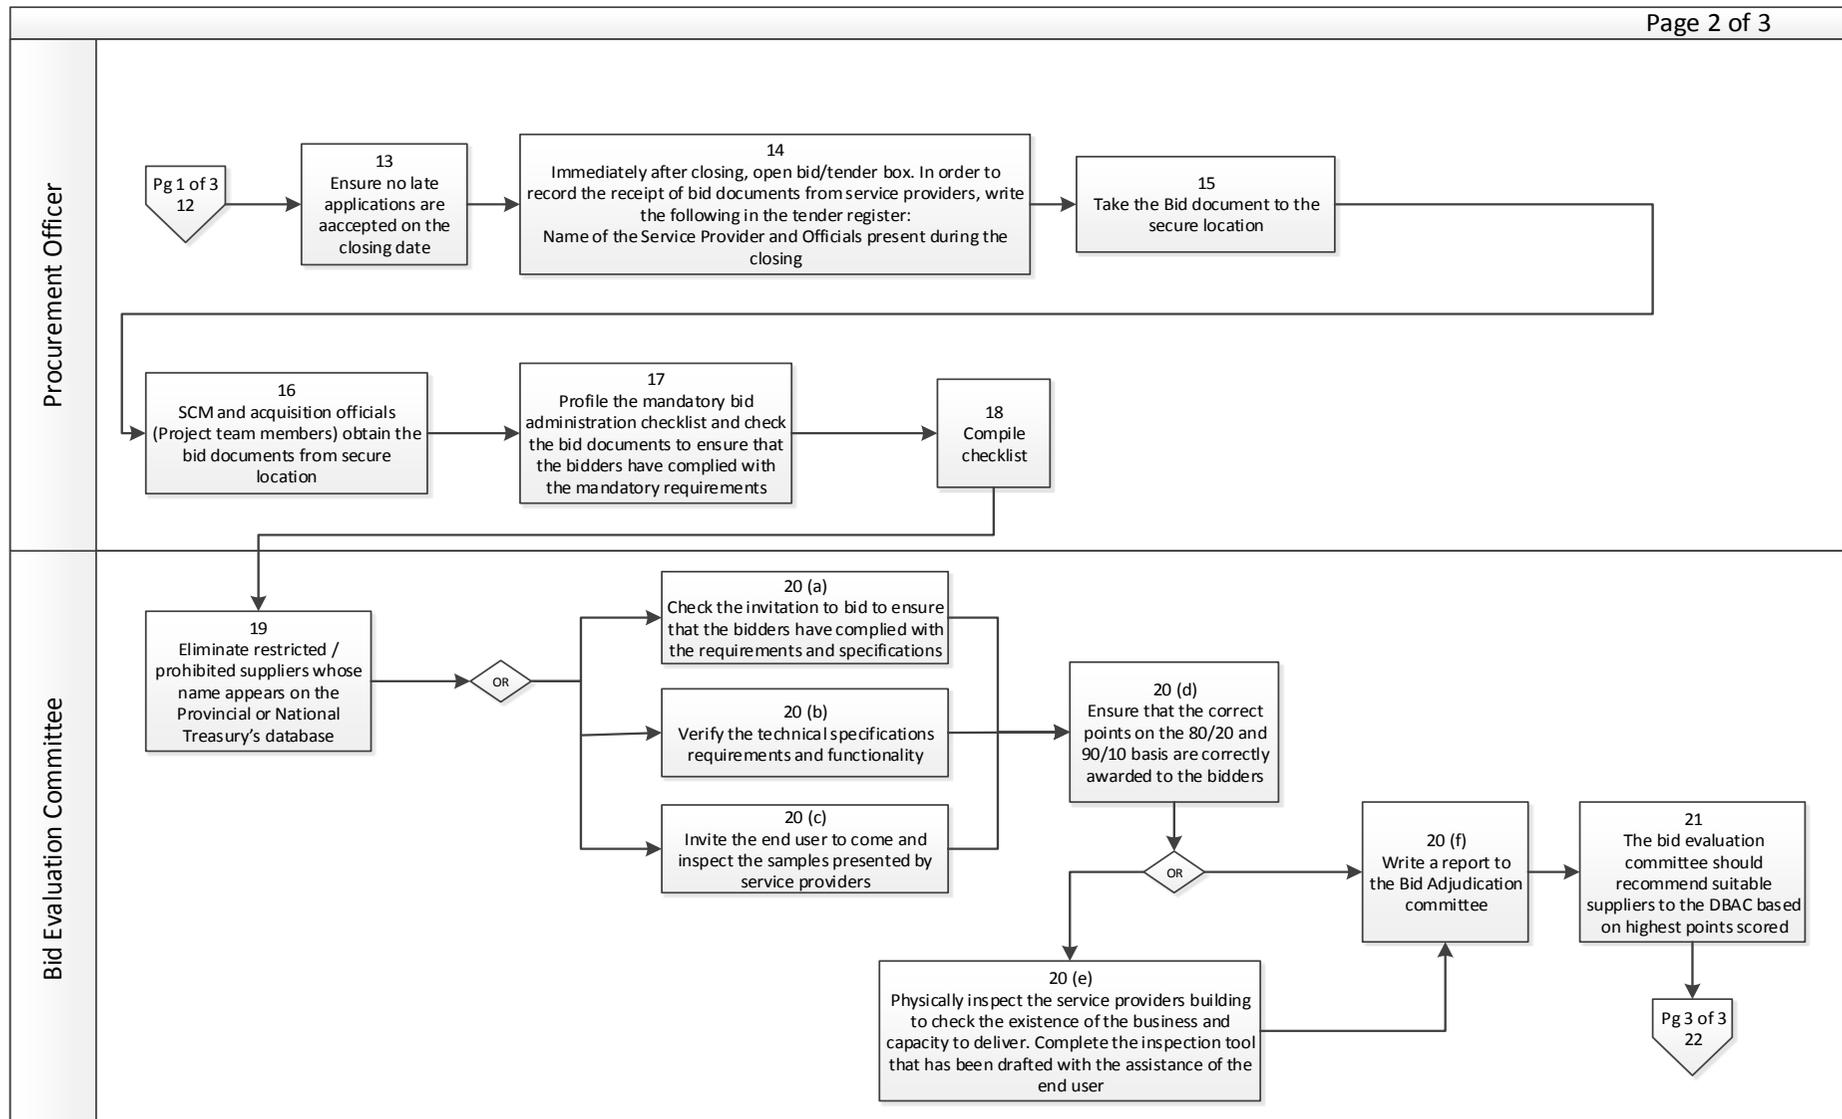 Page 2 of 3
Procurement Officer
Pg 1 of 3
12
13
Ensure no late
applications are
aaccepted on the
closing date
14
Immediately after closing, open bid/tender box. In order to
record the receipt of bid documents from service providers, write
the following in the tender register:
Name of the Service Provider and Officials present during the
closing
15
Take the Bid document to the
secure location
16
SCM and acquisition officials
(Project team members) obtain the
bid documents from secure
location
17
Profile the mandatory bid
administration checklist and check
the bid documents to ensure that
the bidders have complied with
the mandatory requirements
18
Compile
checklist
Bid Evaluation Committee
19
Eliminate restricted /
prohibited suppliers whose
name appears on the
Provincial or National
Treasury’s database
OR
20 (a)
Check the invitation to bid to ensure
that the bidders have complied with
the requirements and specifications
20 (b)
Verify the technical specifications
requirements and functionality
20 (c)
Invite the end user to come and
inspect the samples presented by
service providers
20 (d)
Ensure that the correct
points on the 80/20 and
90/10 basis are correctly
awarded to the bidders
OR
20 (e)
Physically inspect the service providers building
to check the existence of the business and
capacity to deliver. Complete the inspection tool
that has been drafted with the assistance of the
end user
20 (f)
Write a report to
the Bid Adjudication
committee
21
The bid evaluation
committee should
recommend suitable
suppliers to the DBAC based
on highest points scored
Pg 3 of 3
22